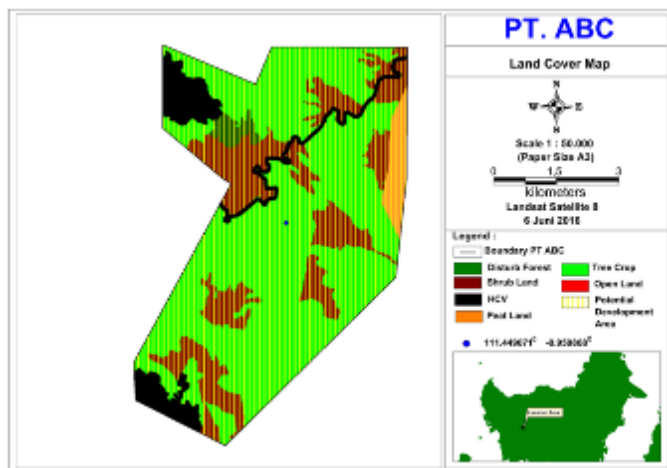 PT. ABC
Land Cover Map
N
E
S
Scale 1 : 50.000
(Paper Size A3)
0 1,5 3
kilometers
Landsat Satellite 8
6 Juni 2016
Legend :
Boundary PT ABC
Disturb Forest Tree Crop
Shrub Land Open Land
HCV Potential
Development
Peat Land Area